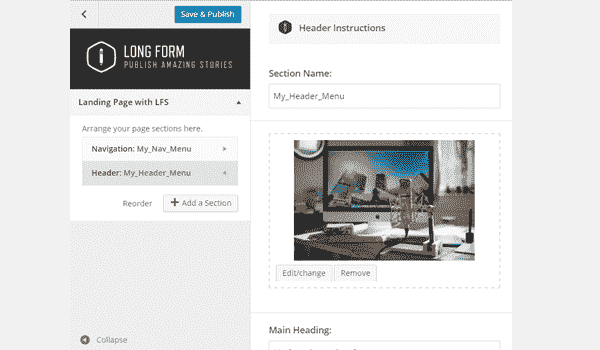 Save & Publish
LONG FORM
PUBLISH AMAZING STORIES
Landing Page with LFS
Arrange your page sections here.
Navigation: My_Nav_Menu
Header: My_Header_Menu
Reorder
Add a Section
Collapse
Header Instructions
Section Name:
My_Header_Menu
Edit/change
Remove
Main Heading: